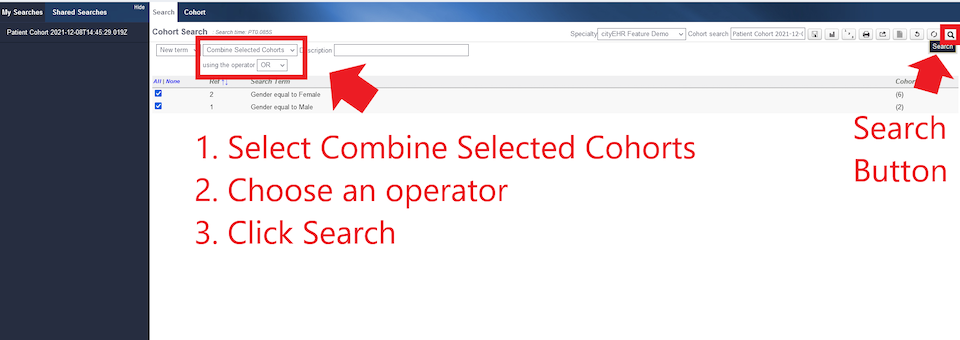 My Searches Shared Searches Hide Search Cohort
Patient Cohort 2021-12-08T14:45:29.019Z
Cohort Search Search time: PT0.085S Specialty cityEHR Feature Demo Cohort search Patient Cohort 2021-12-
New term Combine Selected Cohorts Description Search
using the operator OR
All | None Ref Search Term Cohort
2 Gender equal to Female (6)
1 Gender equal to Male (2)
1. Select Combine Selected Cohorts
2. Choose an operator
3. Click Search
Search
Button